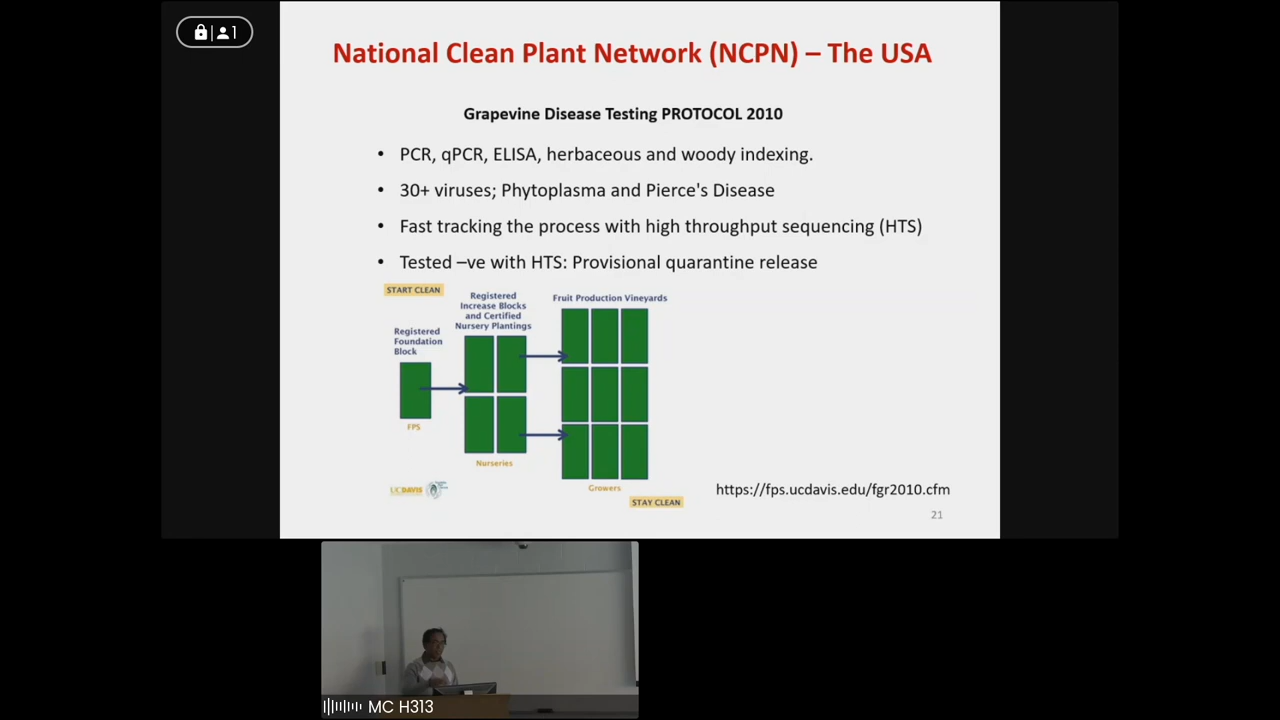 1
National Clean Plant Network (NCPN) – The USA
Grapevine Disease Testing PROTOCOL 2010
• PCR, qPCR, ELISA, herbaceous and woody indexing.
• 30+ viruses; Phytoplasma and Pierce's Disease
• Fast tracking the process with high throughput sequencing (HTS)
• Tested –ve with HTS: Provisional quarantine release
START CLEAN
Registered
Foundation
Block
FPS
Registered
Increase Blocks
and Certified
Nursery Plantings
Nurseries
Fruit Production Vineyards
Growers
STAY CLEAN
UCDAVIS
https://fps.ucdavis.edu/fgr2010.cfm
21
MC H313